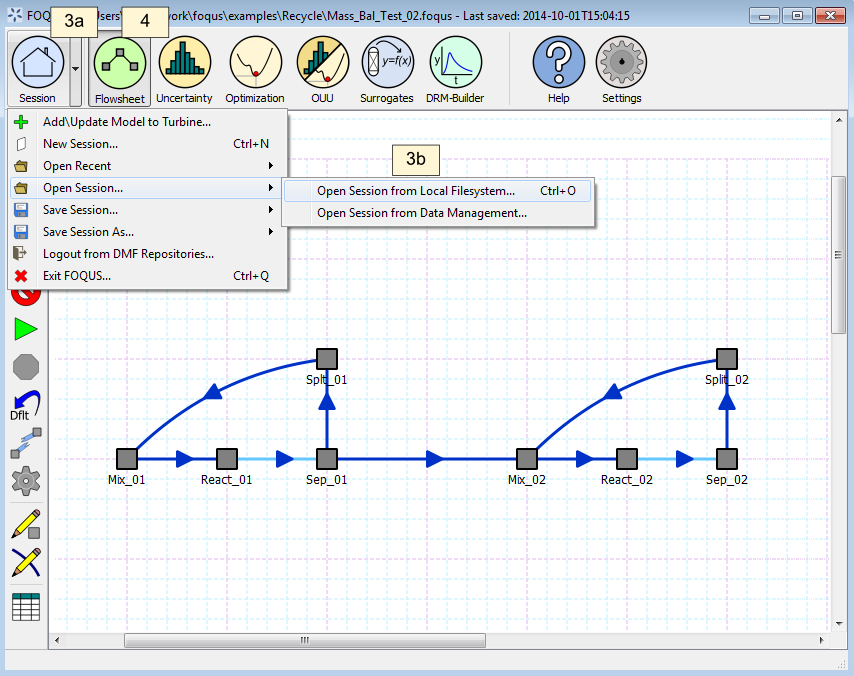 FOQ
3a
4
work\foqus\examples\Recycle\Mass_Bal_Test_02.foqus - Last saved: 2014-10-01T15:04:15
y=f(x)
y
t
Session
Flowsheet
Uncertainty
Optimization
OUU
Surrogates
DRM-Builder
Help
Settings
Add\Update Model to Turbine...
New Session... Ctrl+N
Open Recent
Open Session...
Save Session...
Save Session As...
Logout from DMF Repositories...
Exit FOQUS... Ctrl+Q
3b
Open Session from Local Filesystem... Ctrl+O
Open Session from Data Management...
Dflt
Splt_01
Split_02
Mix_01
React_01
Sep_01
Mix_02
React_02
Sep_02